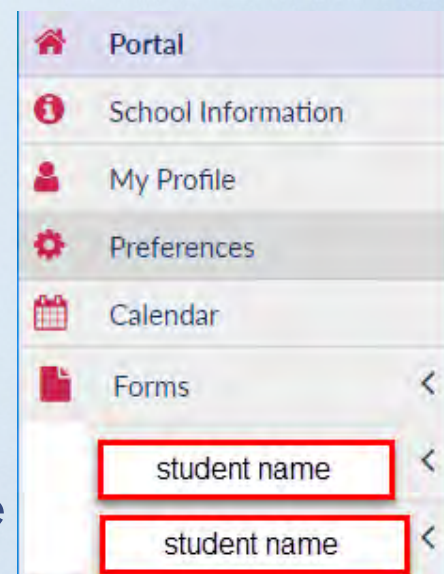 Portal
School Information
My Profile
Preferences
Calendar
Forms
student name
e
student name